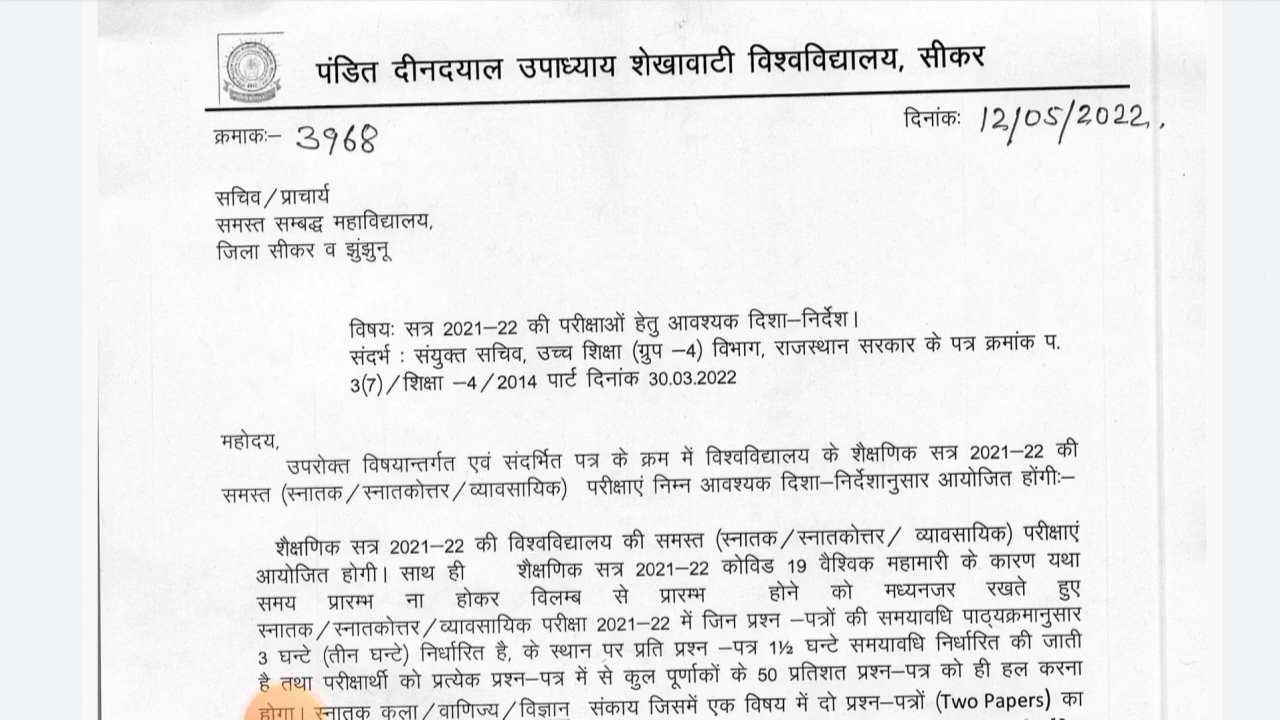 पंडित दीनदयाल उपाध्याय शेखावाटी विश्वविद्यालय, सीकर
क्रमाकः– 3968
दिनांकः 12/05/2022.
सचिव/प्राचार्य
समस्त सम्बद्ध महाविद्यालय,
जिला सीकर व झुंझुनू
विषयः सत्र 2021–22 की परीक्षाओं हेतु आवश्यक दिशा–निर्देश।
संदर्भ : संयुक्त सचिव, उच्च शिक्षा (ग्रुप –4) विभाग, राजस्थान सरकार के पत्र क्रमांक प.
3(7)/शिक्षा –4/2014 पार्ट दिनांक 30.03.2022
महोदय,
उपरोक्त विषयान्तर्गत एवं संदर्भित पत्र के क्रम में विश्वविद्यालय के शैक्षणिक सत्र 2021–22 की
समस्त (स्नातक/स्नातकोत्तर/व्यावसायिक) परीक्षाएं निम्न आवश्यक दिशा–निर्देशानुसार आयोजित होंगीः–
शैक्षणिक सत्र 2021–22 की विश्वविद्यालय की समस्त (स्नातक/स्नातकोत्तर/ व्यावसायिक) परीक्षाएं
आयोजित होगी। साथ ही शैक्षणिक सत्र 2021–22 कोविड 19 वैश्विक महामारी के कारण यथा
समय प्रारम्भ ना होकर विलम्ब से प्रारम्भ होने को मध्यनजर रखते हुए
स्नातक/स्नातकोत्तर/व्यावसायिक परीक्षा 2021–22 में जिन प्रश्न –पत्रों की समयावधि पाठ्यक्रमानुसार
3 घन्टे (तीन घन्टे) निर्धारित है, के स्थान पर प्रति प्रश्न –पत्र 1½ घन्टे समयावधि निर्धारित की जाती
है तथा परीक्षार्थी को प्रत्येक प्रश्न–पत्र में से कुल पूर्णाकों के 50 प्रतिशत प्रश्न–पत्र को ही हल करना
होगा। स्नातक कला/वाणिज्य/विज्ञान संकाय जिसमें एक विषय में दो प्रश्न–पत्रों (Two Papers) का